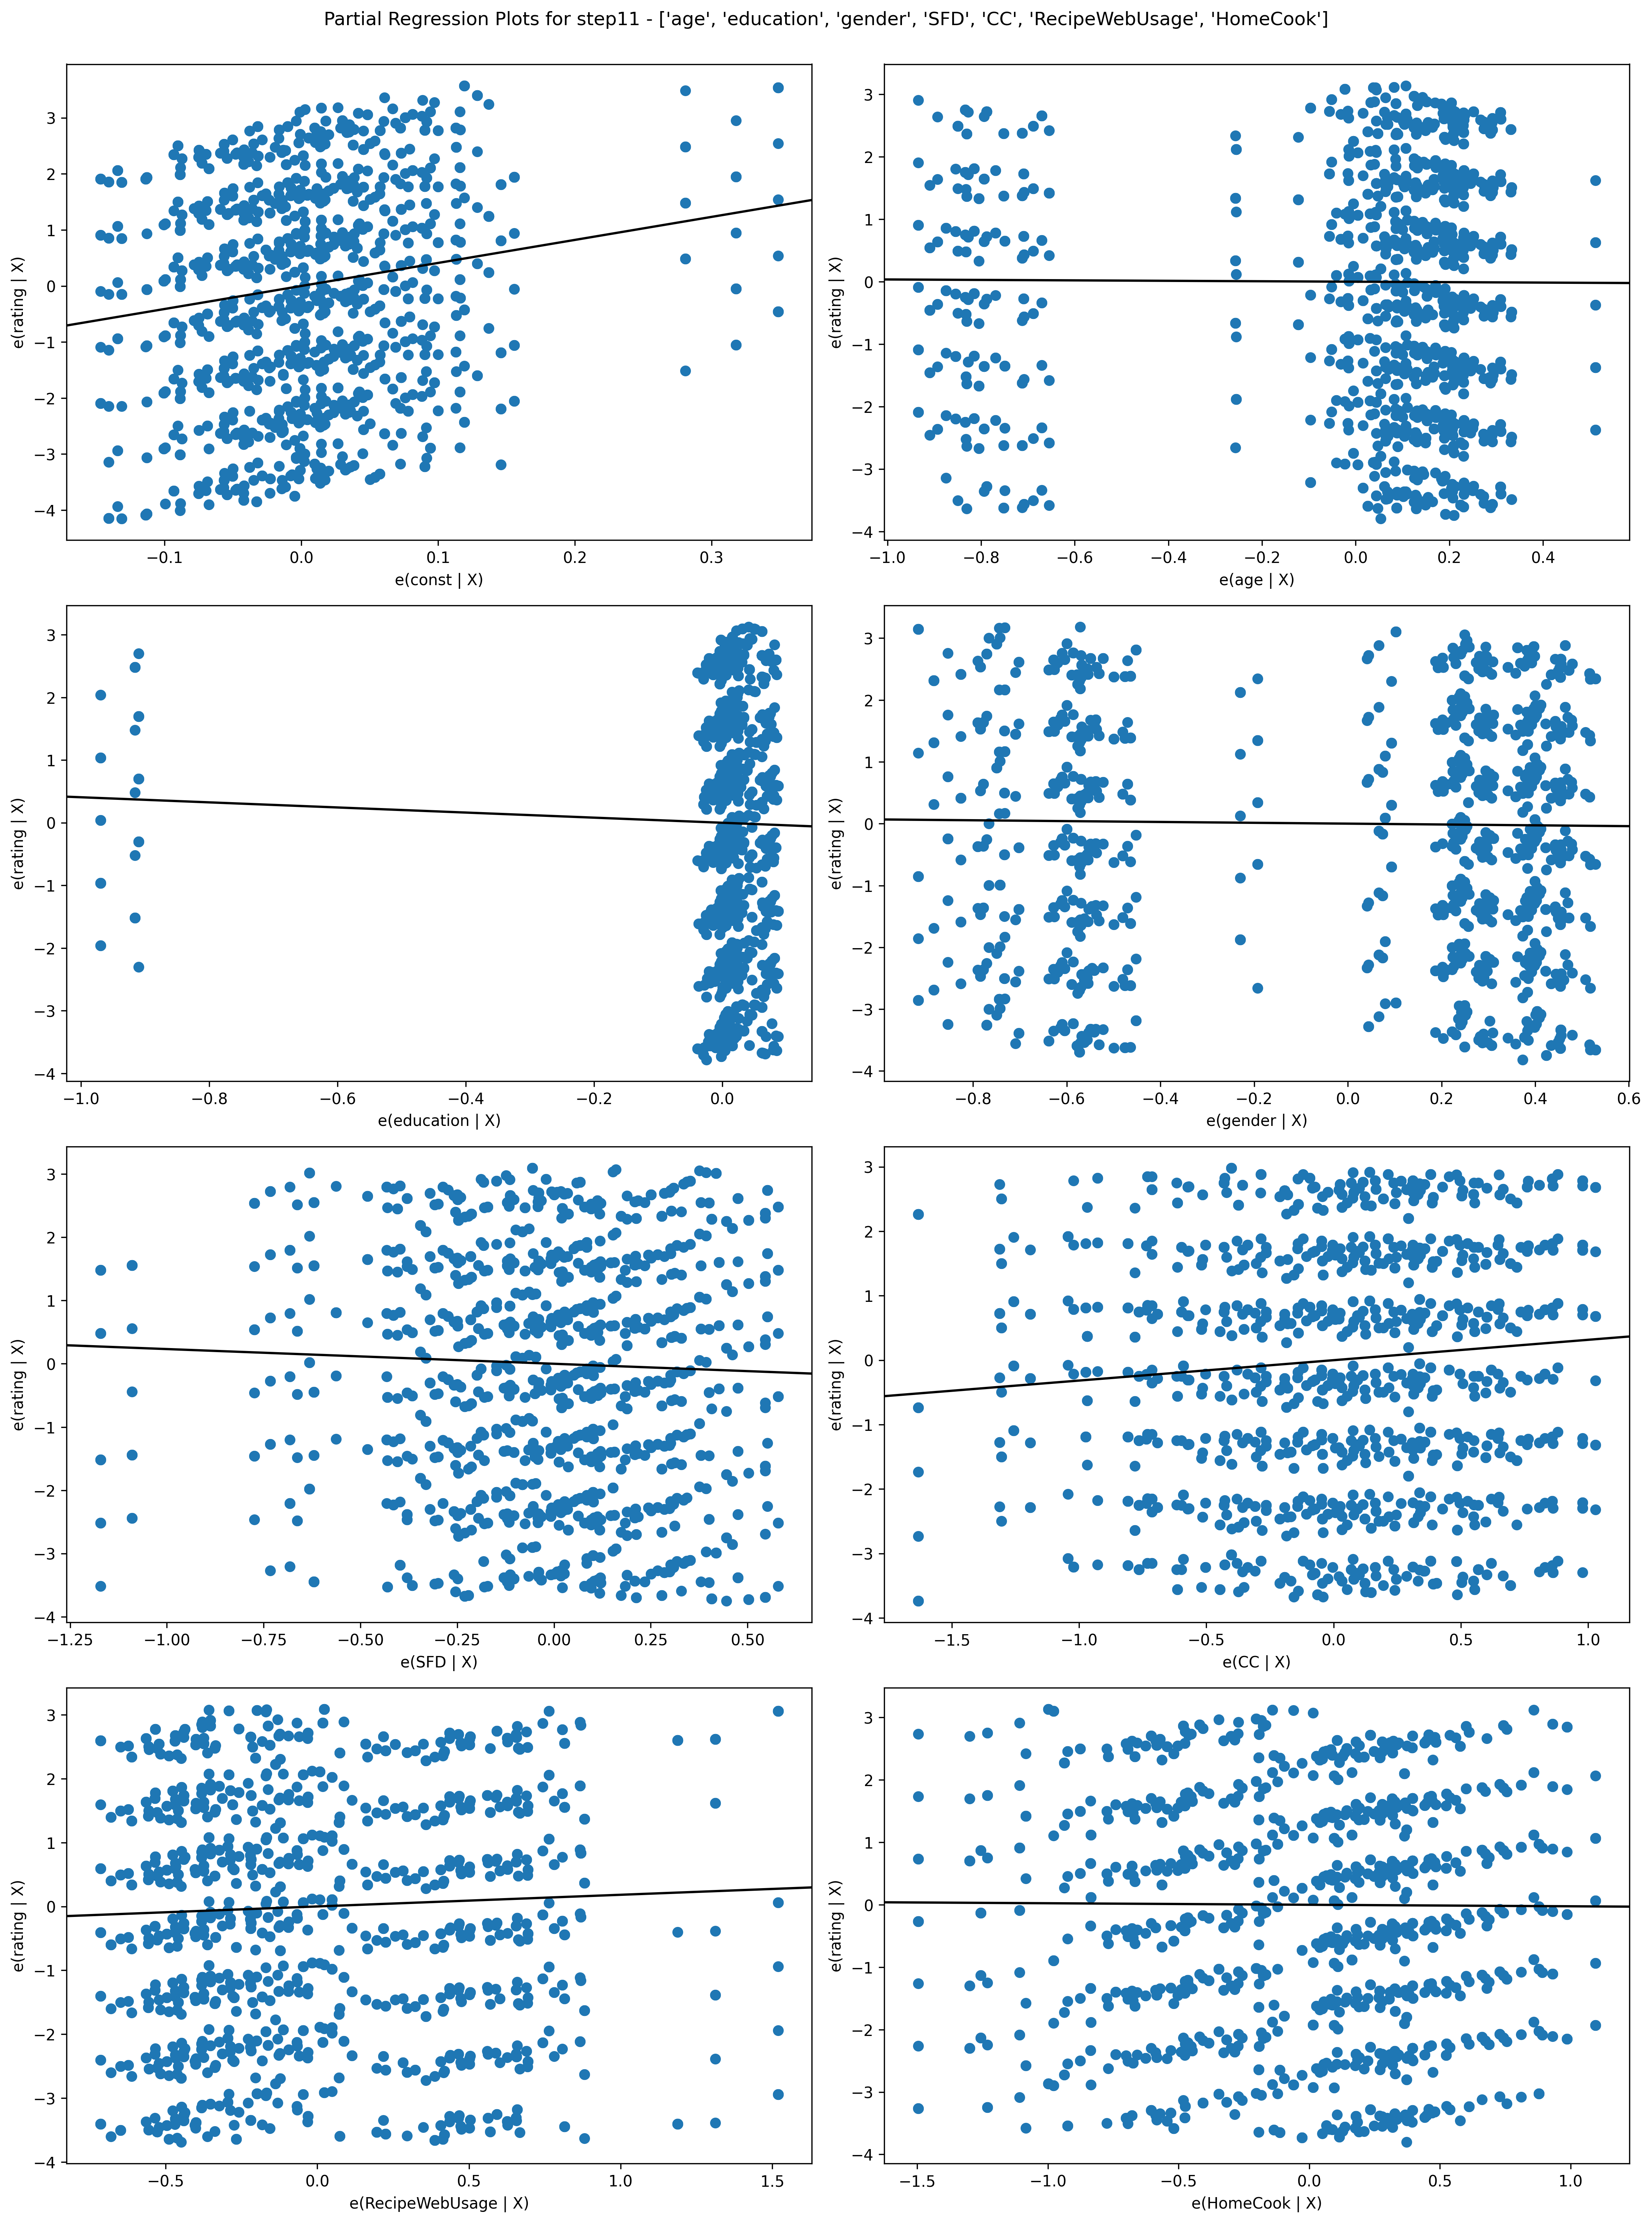 Partial Regression Plots for step11 - ['age', 'education', 'gender', 'SFD', 'CC', 'RecipeWebUsage', 'HomeCook']
e(rating | X)
3
2
1
0
−1
−2
−3
−4
−0.1 0.0 0.1 0.2 0.3
e(const | X)
e(rating | X)
3
2
1
0
−1
−2
−3
−4
−1.0 −0.8 −0.6 −0.4 −0.2 0.0 0.2 0.4
e(age | X)
e(rating | X)
3
2
1
0
−1
−2
−3
−4
−1.0 −0.8 −0.6 −0.4 −0.2 0.0
e(education | X)
e(rating | X)
3
2
1
0
−1
−2
−3
−4
−0.8 −0.6 −0.4 −0.2 0.0 0.2 0.4 0.6
e(gender | X)
e(rating | X)
3
2
1
0
−1
−2
−3
−4
−1.25 −1.00 −0.75 −0.50 −0.25 0.00 0.25 0.50
e(SFD | X)
e(rating | X)
3
2
1
0
−1
−2
−3
−4
−1.5 −1.0 −0.5 0.0 0.5 1.0
e(CC | X)
e(rating | X)
3
2
1
0
−1
−2
−3
−4
−0.5 0.0 0.5 1.0 1.5
e(RecipeWebUsage | X)
e(rating | X)
3
2
1
0
−1
−2
−3
−4
−1.5 −1.0 −0.5 0.0 0.5 1.0
e(HomeCook | X)